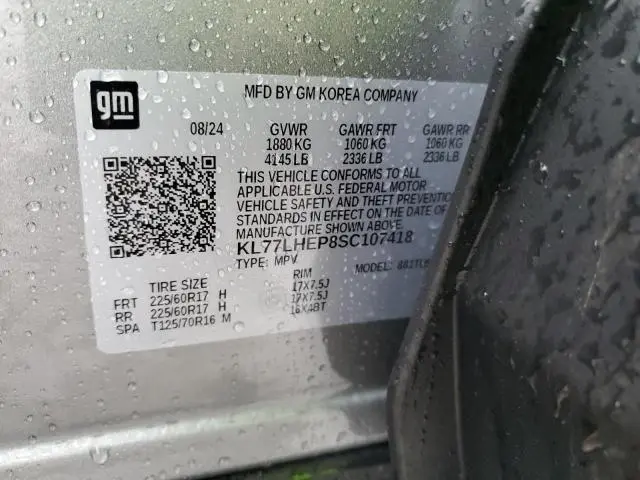 gm
MFD BY GM KOREA COMPANY
08/24 GVWR GAWR FRT GAWR RR
1880 KG 1060 KG 1060 KG
4145 LB 2336 LB 2336 LB
THIS VEHICLE CONFORMS TO ALL
APPLICABLE U.S. FEDERAL MOTOR
VEHICLE SAFETY AND THEFT PREVENTION
STANDARDS IN EFFECT ON THE DATE OF
MANUFACTURE SHOWN ABOVE.
KL77LHEP8SC107418
TYPE: MPV MODEL:
TIRE SIZE RIM
FRT 225/60R17 H 17X7.5J
RR 225/60R17 H 17X7.5J
SPA T125/70R16 M 16X4BT